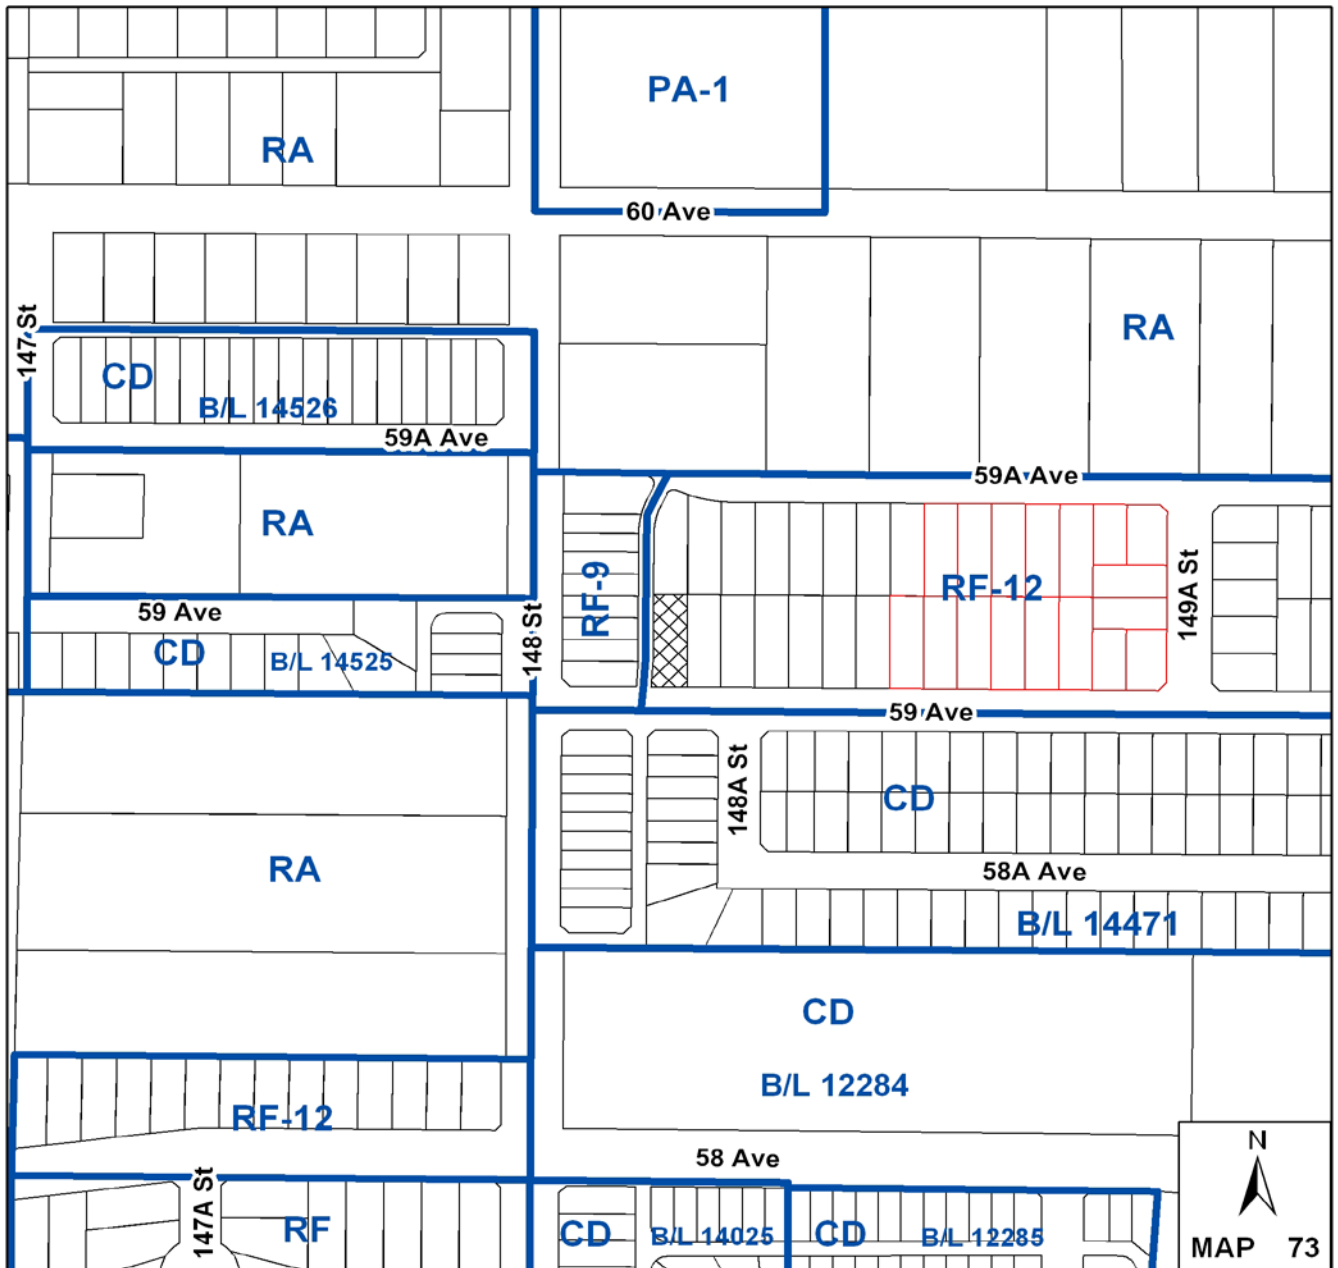 PA-1
RA
60 Ave
147 St
RA
CD
B/L 14526
59A Ave
59A Ave
RA
RF-9
RF-12
149A St
59 Ave
148 St
CD
B/L 14525
59 Ave
148A St
CD
58A Ave
RA
B/L 14471
CD
B/L 12284
RF-12
58 Ave
N
147A St
RF
CD
B/L 14025
CD
B/L 12285
MAP 73